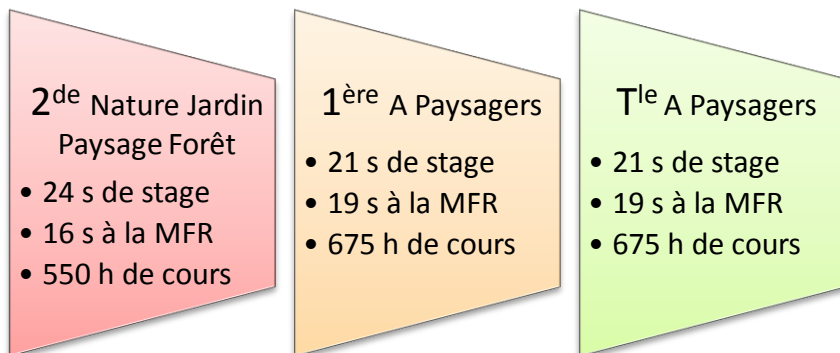 2de Nature Jardin
Paysage Forêt
• 24 s de stage
• 16 s à la MFR
• 550 h de cours
1ère A Paysagers
• 21 s de stage
• 19 s à la MFR
• 675 h de cours
Tle A Paysagers
• 21 s de stage
• 19 s à la MFR
• 675 h de cours